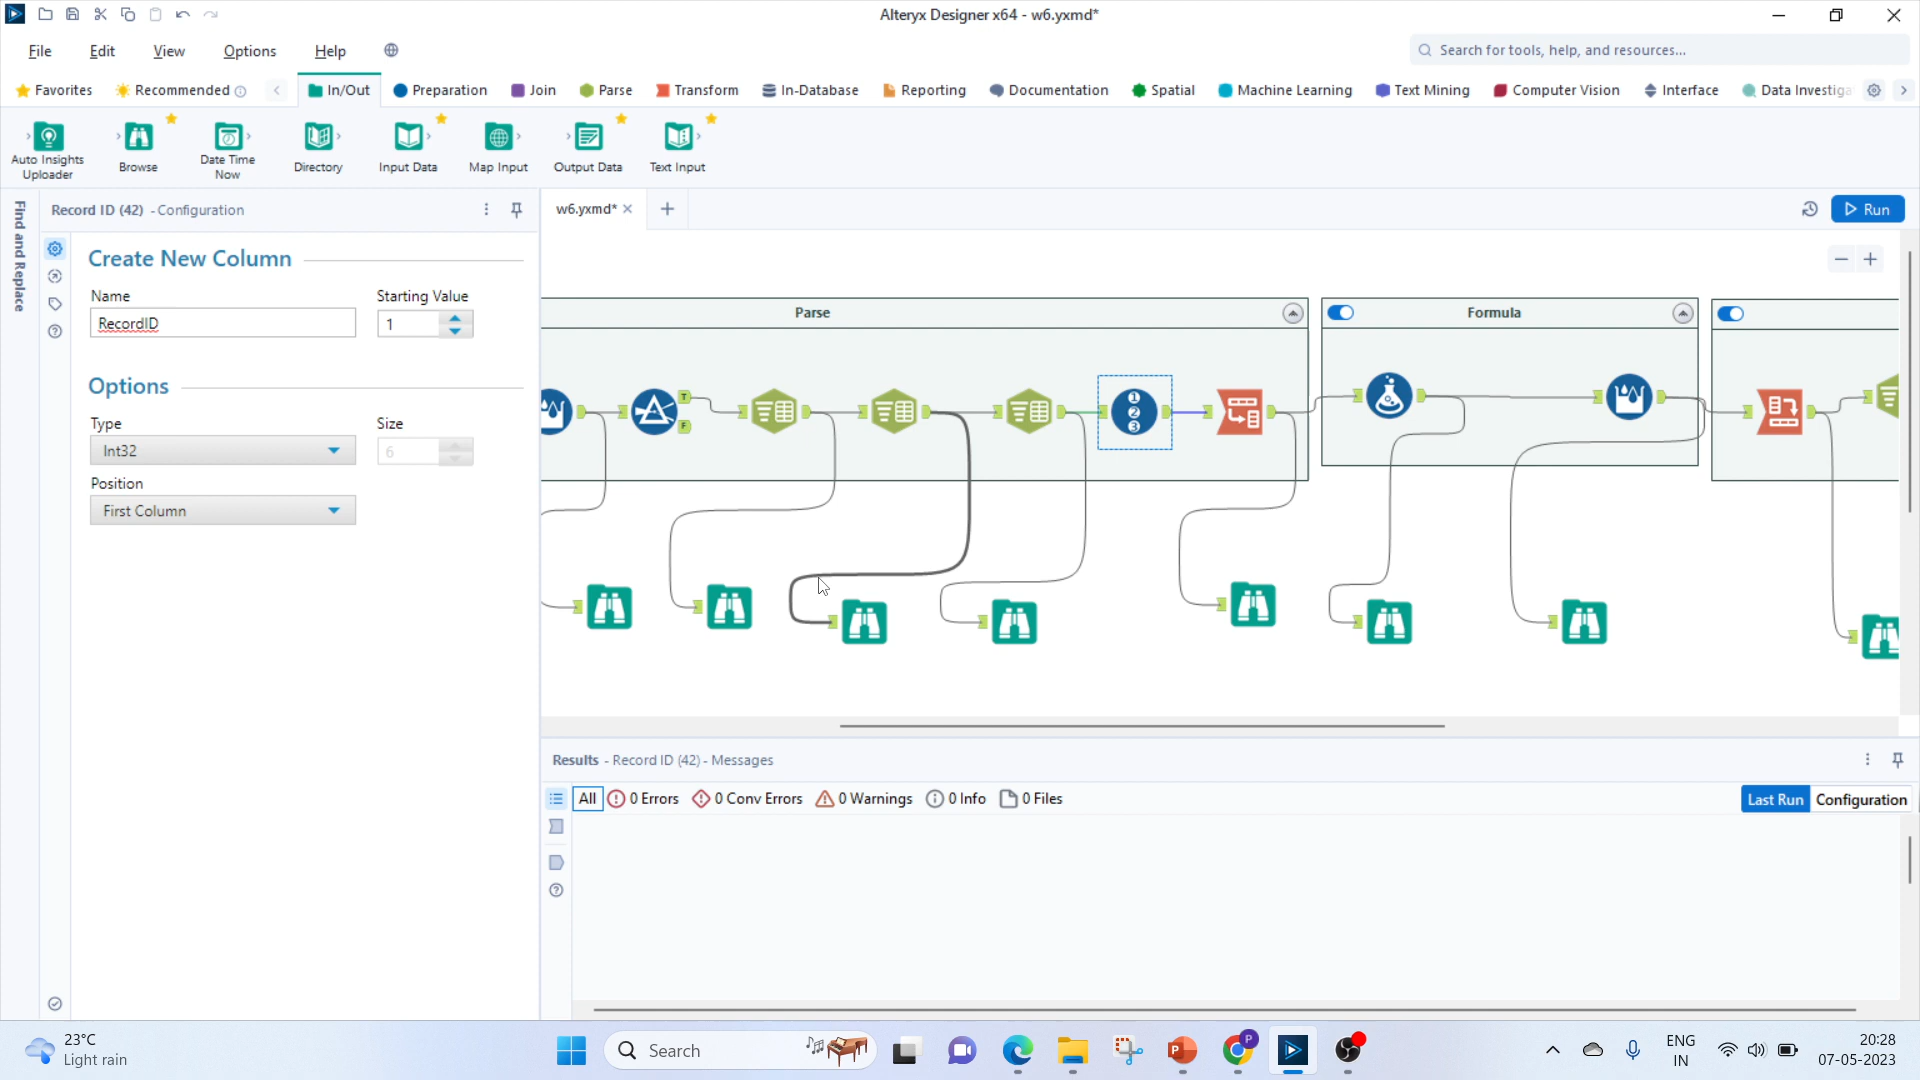 Alteryx Designer x64 - w6.yxmd*
File Edit View Options Help
Search for tools, help, and resources...
Favorites Recommended In/Out Preparation Join Parse Transform In-Database Reporting Documentation Spatial Machine Learning Text Mining Computer Vision Interface Data Investiga
Auto Insights Uploader
Browse
Date Time Now
Directory
Input Data
Map Input
Output Data
Text Input
Find and Replace
Record ID (42) - Configuration
w6.yxmd*
Run
Create New Column
Name
Starting Value
RecordID
1
Options
Type
Size
Int32
6
Position
First Column
Parse
Formula
T
F
1
2
3
Results - Record ID (42) - Messages
All 0 Errors 0 Conv Errors 0 Warnings 0 Info 0 Files
Last Run Configuration
23°C
Light rain
Search
P
P
ENG
IN
20:28
07-05-2023